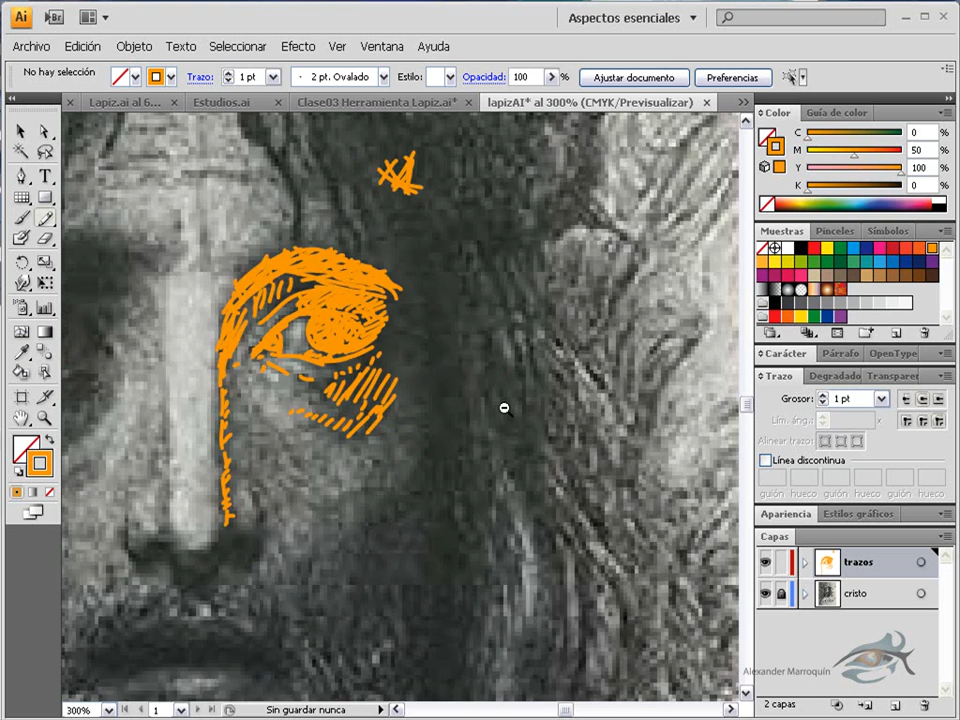 Ai Br Aspectos esenciales
Archivo Edición Objeto Texto Seleccionar Efecto Ver Ventana Ayuda
No hay selección Trazo: 1 pt 2 pt. Ovalado Estilo: Opacidad: 100 % Ajustar documento Preferencias
Lapiz.ai al 6... Estudios.ai Clase03 Herramienta Lapiz.ai* lapizAI* al 300% (CMYK/Previsualizar)
Color Guía de color
C 0 %
M 50 %
Y 100 %
K 0 %
Muestras Pinceles Símbolos
Carácter Párrafo OpenType
Trazo Degradado Transparer
Grosor: 1 pt
Lím. áng.: x
Alinear trazo:
Línea discontinua
guión hueco guión hueco guión hueco
Apariencia Estilos gráficos
Capas
trazos
cristo
Alexander Marroquín
2 capas
300% 1 Sin guardar nunca